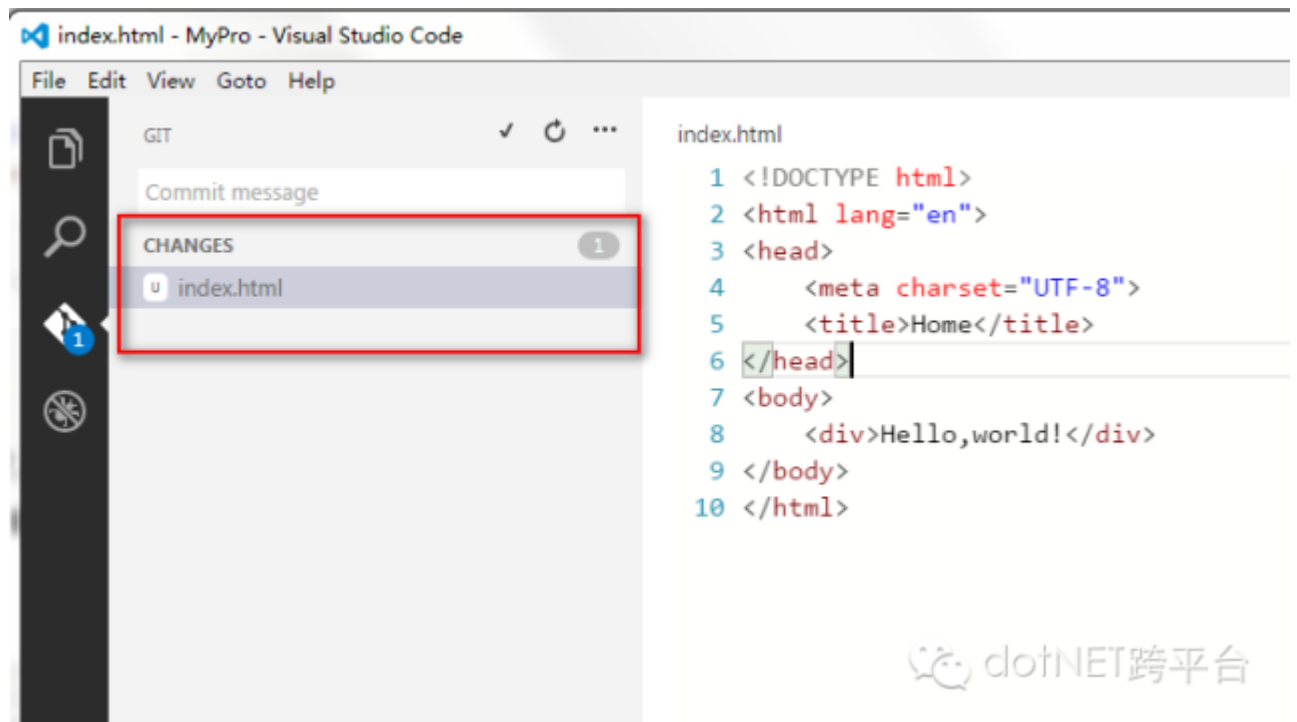 index.html - MyPro - Visual Studio Code
File Edit View Goto Help
GIT
Commit message
CHANGES 1
U index.html
1
index.html
1 <!DOCTYPE html>
2 <html lang="en">
3 <head>
4     <meta charset="UTF-8">
5     <title>Home</title>
6 </head>
7 <body>
8     <div>Hello,world!</div>
9 </body>
10 </html>
dotNET跨平台